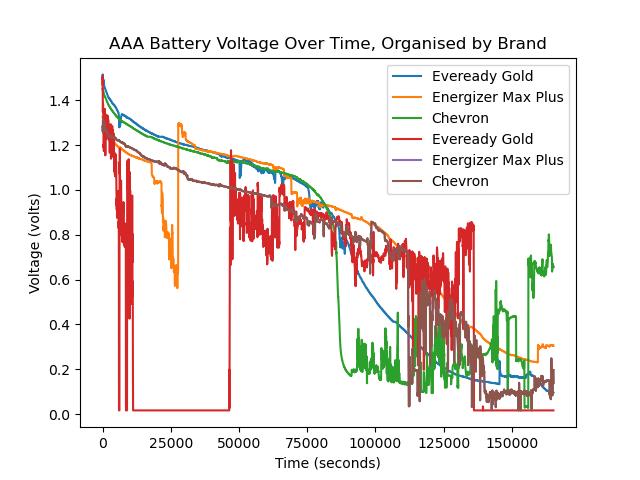 AAA Battery Voltage Over Time, Organised by Brand
Eveready Gold
Energizer Max Plus
Chevron
Eveready Gold
Energizer Max Plus
Chevron
1.4
1.2
1.0
0.8
0.6
0.4
0.2
0.0
Voltage (volts)
0 25000 50000 75000 100000 125000 150000
Time (seconds)